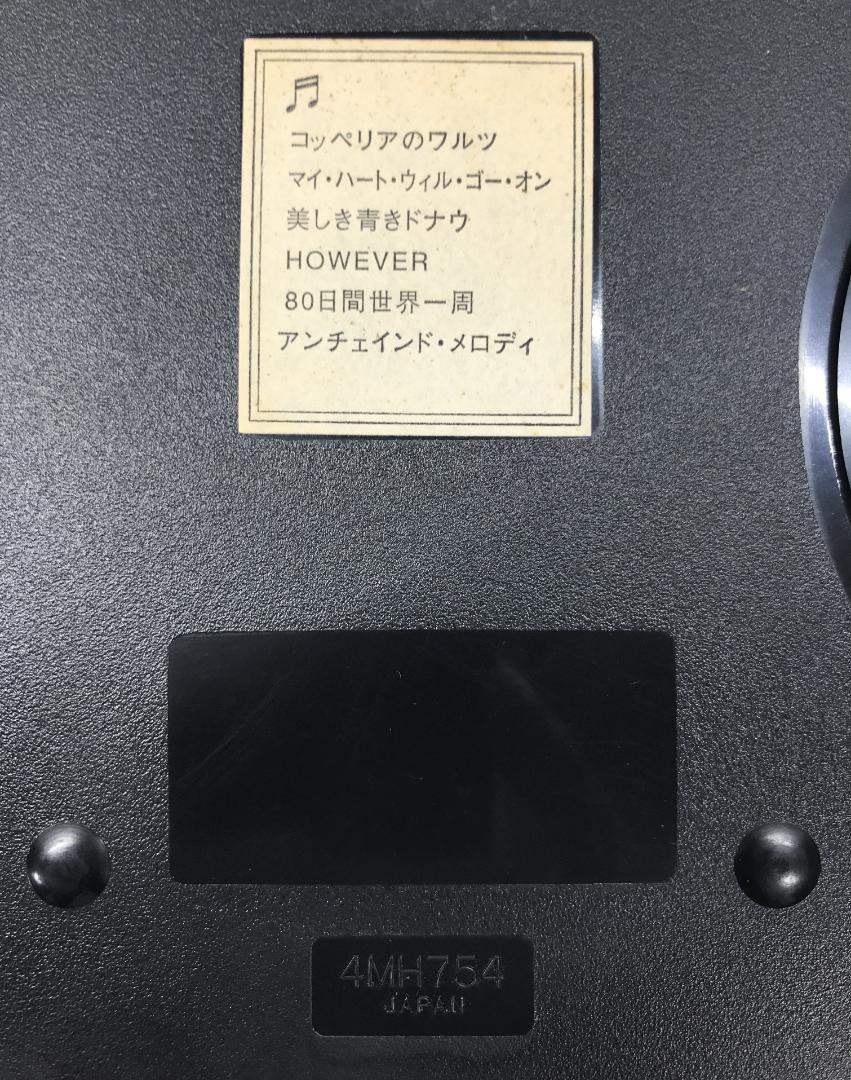 コッペリアのワルツ
マイ・ハート・ウィル・ゴー・オン
美しき青きドナウ
HOWEVER
80日間世界一周
アンチェインド・メロディ
4MH754
JAPAN